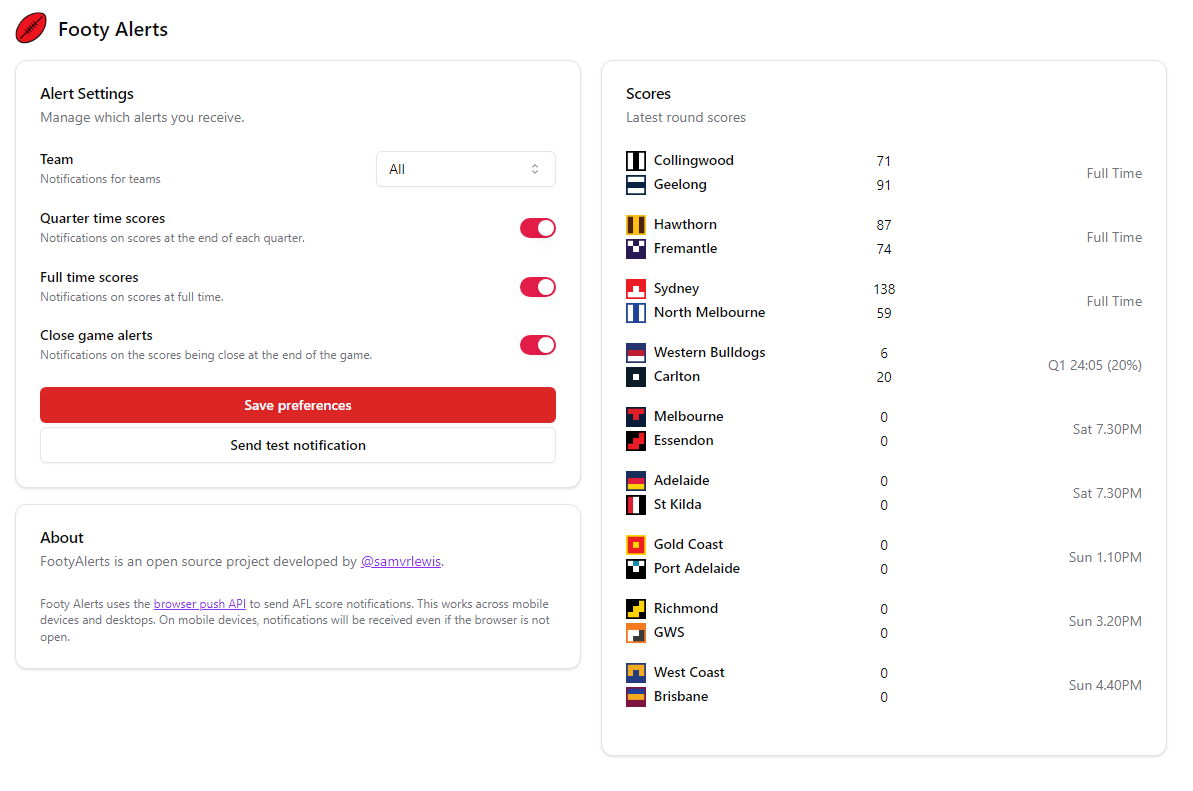 Footy Alerts
Alert Settings
Manage which alerts you receive.
Team
Notifications for teams
All
Quarter time scores
Notifications on scores at the end of each quarter.
Full time scores
Notifications on scores at full time.
Close game alerts
Notifications on the scores being close at the end of the game.
Save preferences
Send test notification
About
FootyAlerts is an open source project developed by @samvrlewis.
Footy Alerts uses the browser push API to send AFL score notifications. This works across mobile
devices and desktops. On mobile devices, notifications will be received even if the browser is not
open.
Scores
Latest round scores
Collingwood 71
Geelong 91
Full Time
Hawthorn 87
Fremantle 74
Full Time
Sydney 138
North Melbourne 59
Full Time
Western Bulldogs 6
Carlton 20
Q1 24:05 (20%)
Melbourne 0
Essendon 0
Sat 7.30PM
Adelaide 0
St Kilda 0
Sat 7.30PM
Gold Coast 0
Port Adelaide 0
Sun 1.10PM
Richmond 0
GWS 0
Sun 3.20PM
West Coast 0
Brisbane 0
Sun 4.40PM